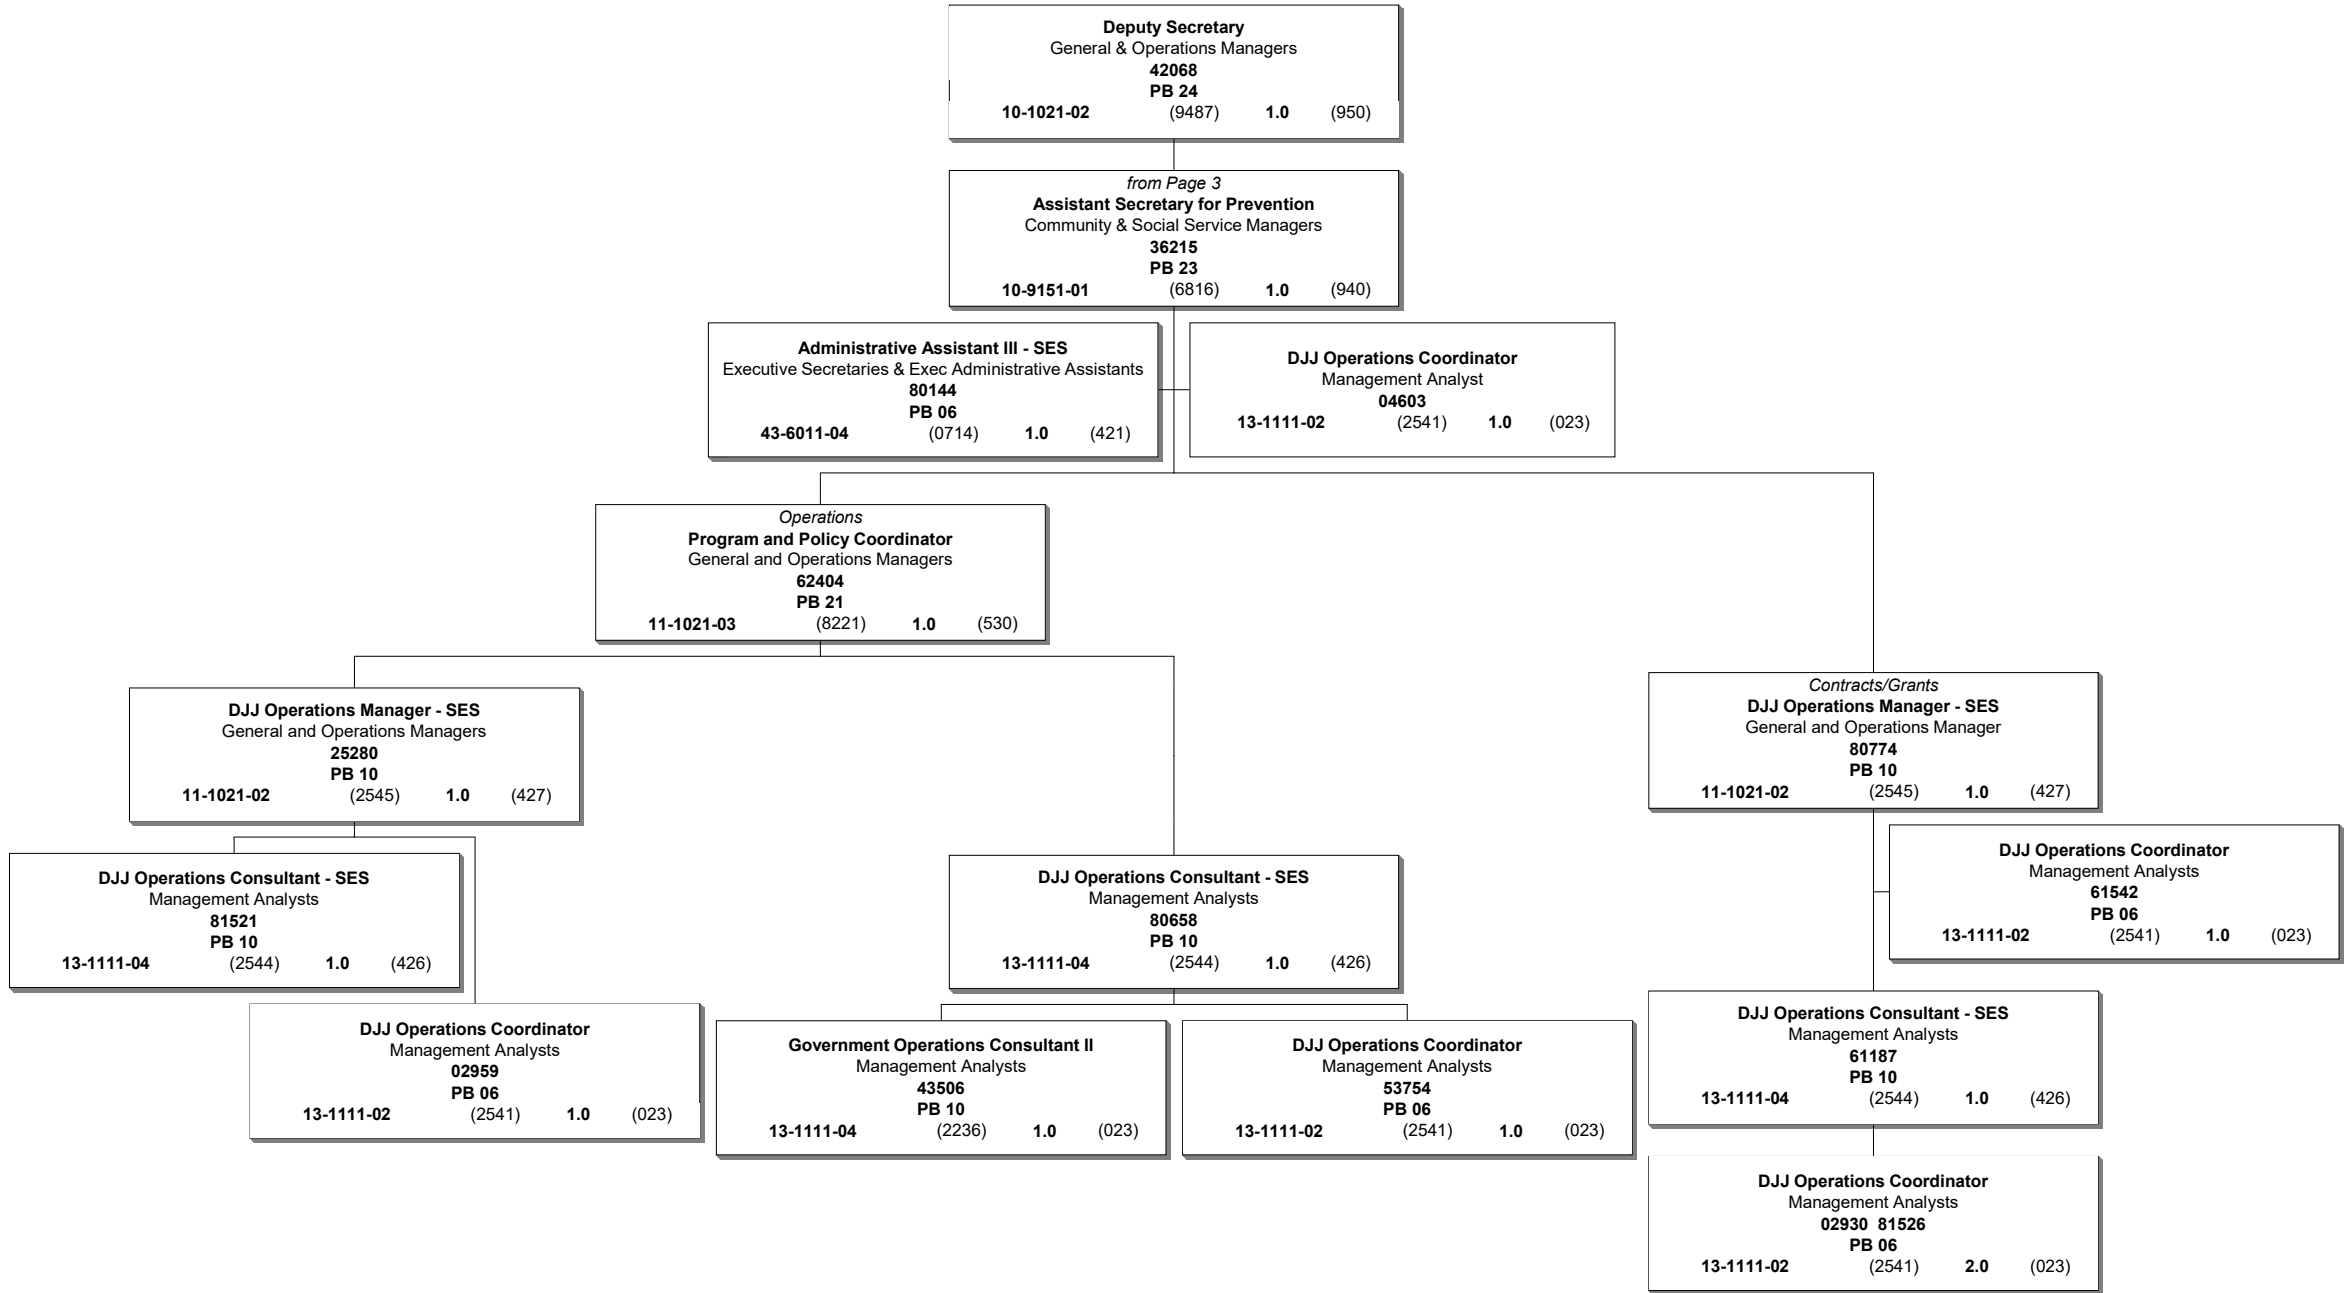 Deputy Secretary
General & Operations Managers
42068
PB 24
10-1021-02 (9487) 1.0 (950)
from Page 3
Assistant Secretary for Prevention
Community & Social Service Managers
36215
PB 23
10-9151-01 (6816) 1.0 (940)
Administrative Assistant III - SES
Executive Secretaries & Exec Administrative Assistants
80144
PB 06
43-6011-04 (0714) 1.0 (421)
DJJ Operations Coordinator
Management Analyst
04603
13-1111-02 (2541) 1.0 (023)
Operations
Program and Policy Coordinator
General and Operations Managers
62404
PB 21
11-1021-03 (8221) 1.0 (530)
DJJ Operations Manager - SES
General and Operations Managers
25280
PB 10
11-1021-02 (2545) 1.0 (427)
Contracts/Grants
DJJ Operations Manager - SES
General and Operations Manager
80774
PB 10
11-1021-02 (2545) 1.0 (427)
DJJ Operations Consultant - SES
Management Analysts
81521
PB 10
13-1111-04 (2544) 1.0 (426)
DJJ Operations Consultant - SES
Management Analysts
80658
PB 10
13-1111-04 (2544) 1.0 (426)
DJJ Operations Coordinator
Management Analysts
61542
PB 06
13-1111-02 (2541) 1.0 (023)
DJJ Operations Coordinator
Management Analysts
02959
PB 06
13-1111-02 (2541) 1.0 (023)
Government Operations Consultant II
Management Analysts
43506
PB 10
13-1111-04 (2236) 1.0 (023)
DJJ Operations Coordinator
Management Analysts
53754
PB 06
13-1111-02 (2541) 1.0 (023)
DJJ Operations Consultant - SES
Management Analysts
61187
PB 10
13-1111-04 (2544) 1.0 (426)
DJJ Operations Coordinator
Management Analysts
02930 81526
PB 06
13-1111-02 (2541) 2.0 (023)